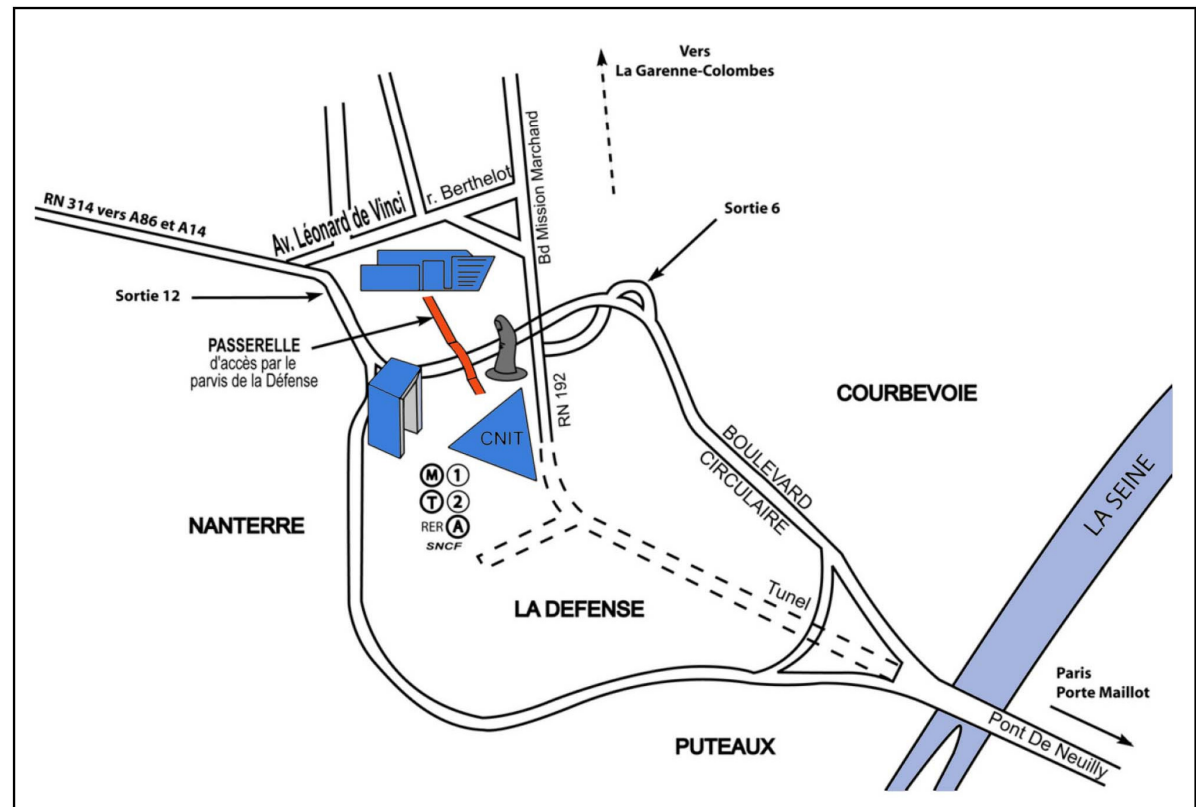 Vers
La Garenne-Colombes
RN 314 vers A86 et A14
Av. Léonard de Vinci
r. Berthelot
Bd Mission Marchand
Sortie 6
Sortie 12
PASSERELLE
d'accès par le
parvis de la Défense
RN 192
CNIT
COURBEVOIE
BOULEVARD
CIRCULAIRE
LA SEINE
M 1
T 2
RER A
SNCF
NANTERRE
LA DEFENSE
Tunel
Paris
Porte Maillot
Pont De Neuilly
PUTEAUX